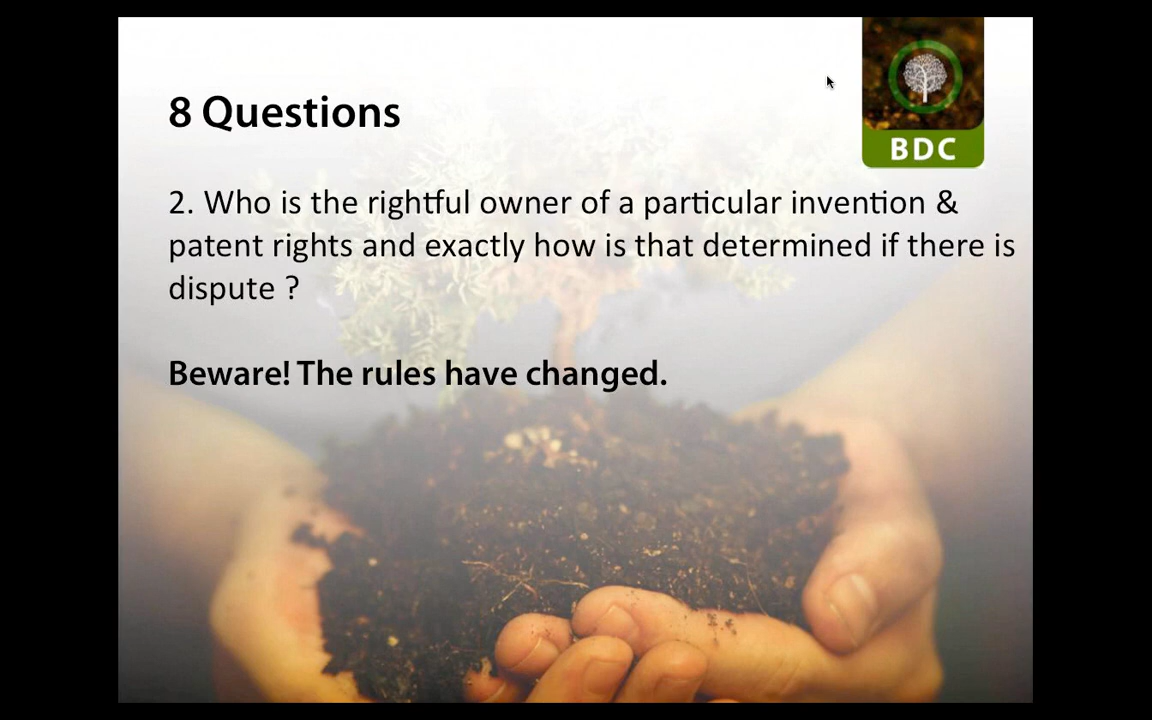 BDC
8 Questions
2. Who is the rightful owner of a particular invention &
patent rights and exactly how is that determined if there is
dispute ?
Beware! The rules have changed.